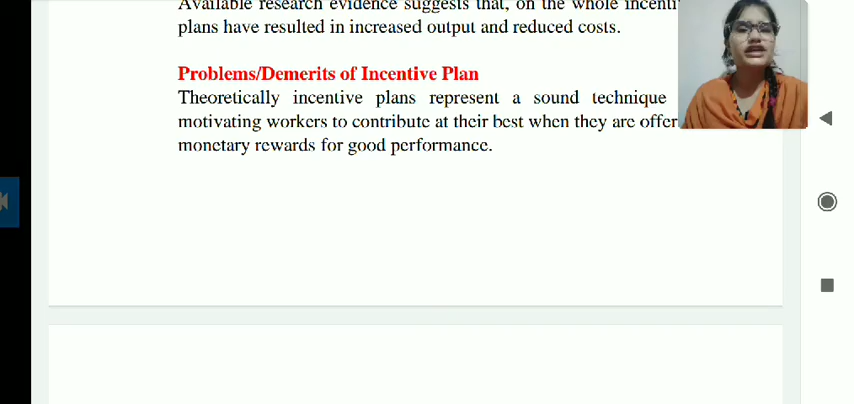 Available research evidence suggests that, on the whole
plans have resulted in increased output and reduced costs.
Problems/Demerits of Incentive Plan
Theoretically incentive plans represent a sound technique
motivating workers to contribute at their best when they are
monetary rewards for good performance.